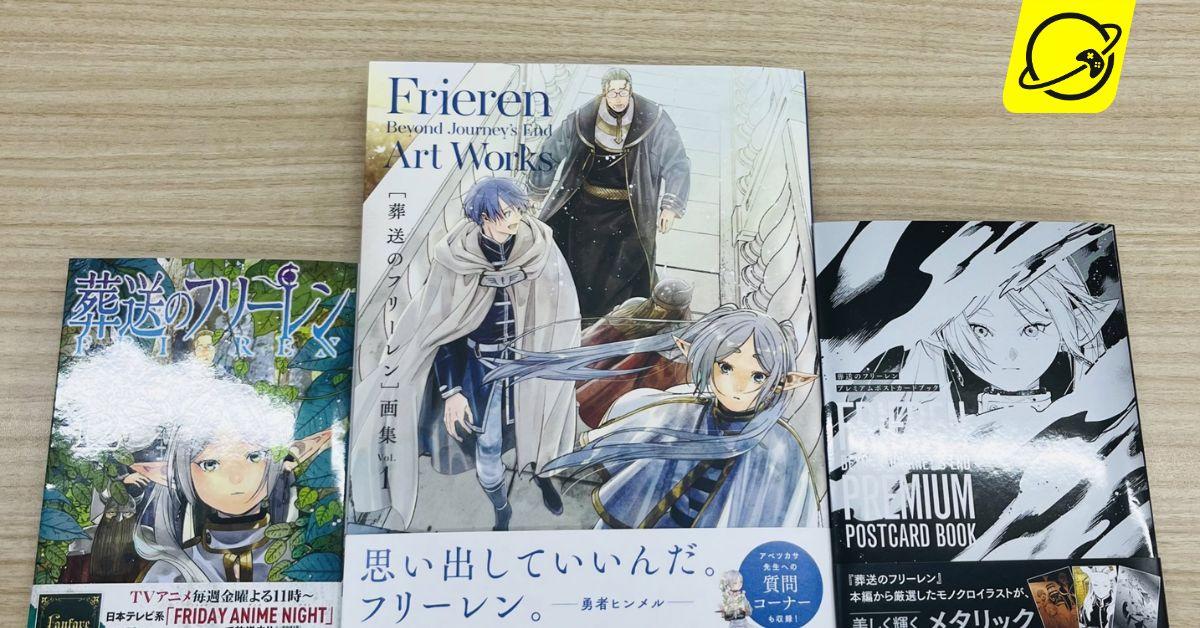 葬送のフリーレン
FRIEREN
TVアニメ毎週金曜よる11時〜
日本テレビ系「FRIDAY ANIME NIGHT」
Fanfare
Frieren
Beyond Journey's End
Art Works
[葬送のフリーレン]画集 Vol. 1
思い出していいんだ。
フリーレン。
――勇者ヒンメル――
アベツカサ
先生への
質問
コーナー
も収録!
葬送のフリーレン
プレミアムポストカードブック
FRIEREN
PREMIUM
POSTCARD BOOK
『葬送のフリーレン』
本編から厳選したモノクロイラストが、
美しく輝くメタリック